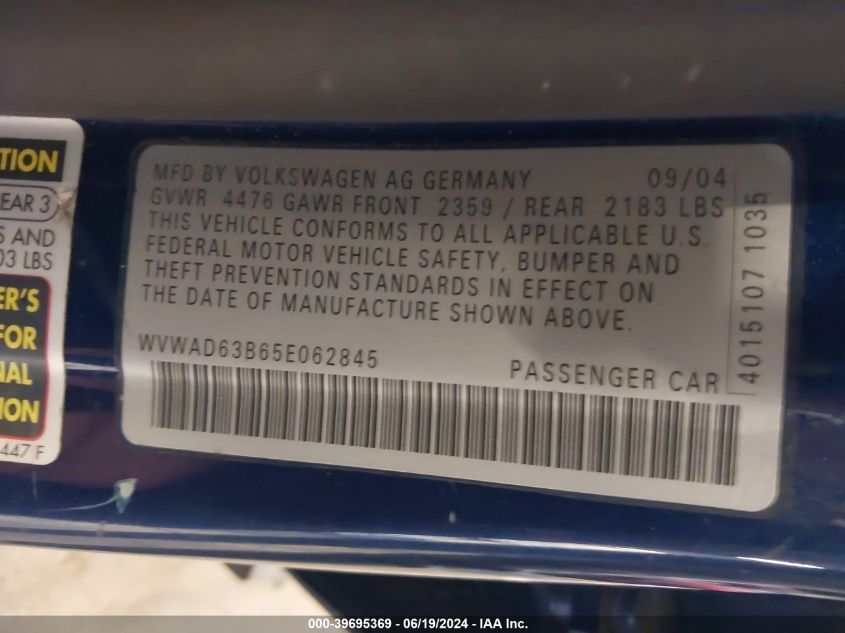 TION
EAR 3
S AND
03 LBS
ER'S
FOR
NAL
ION
447 F
MFD BY VOLKSWAGEN AG GERMANY 09/04
GVWR 4476 GAWR FRONT 2359 / REAR 2183 LBS
THIS VEHICLE CONFORMS TO ALL APPLICABLE U.S.
FEDERAL MOTOR VEHICLE SAFETY, BUMPER AND
THEFT PREVENTION STANDARDS IN EFFECT ON
THE DATE OF MANUFACTURE SHOWN ABOVE.
WVWAD63B65E062845 PASSENGER CAR
4015107 1035
000-39695369 - 06/19/2024 - IAA Inc.